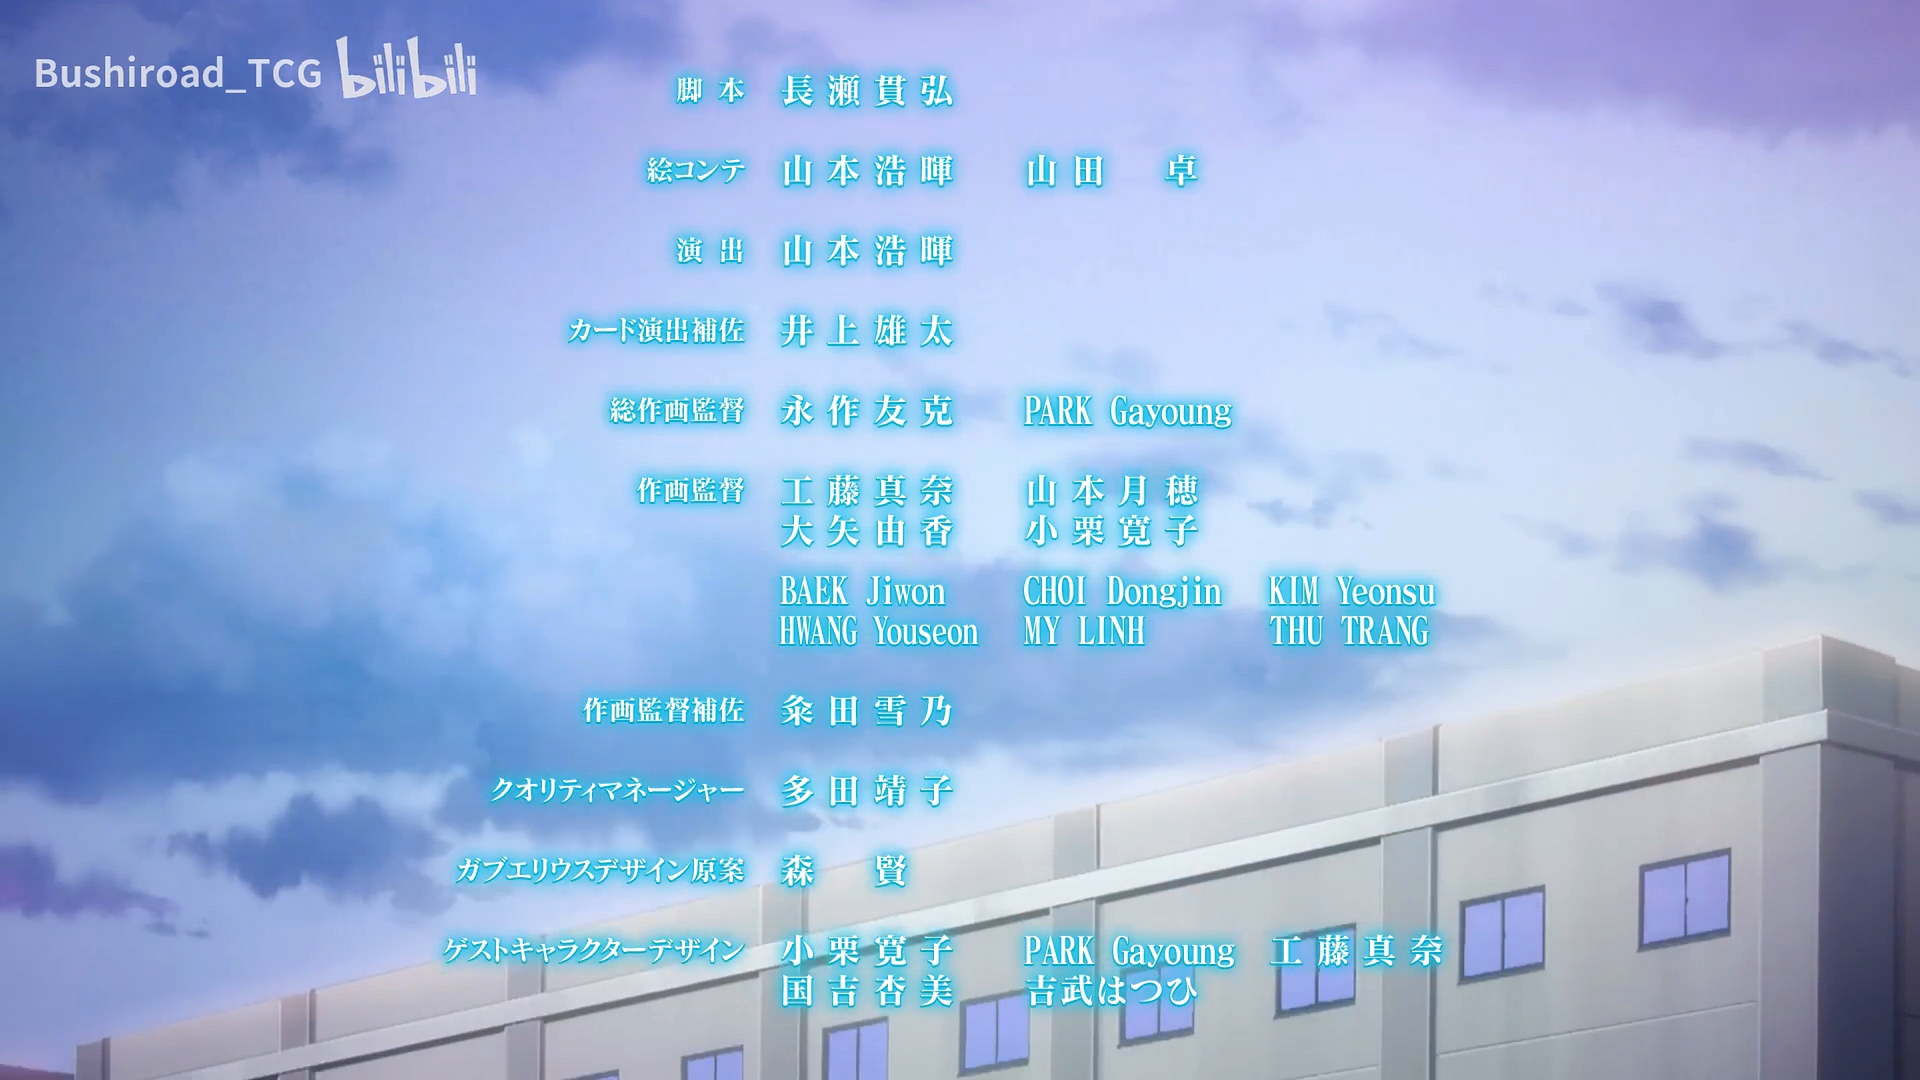 Bushiroad_TCG bilibili
脚本 長瀬貫弘
絵コンテ 山本浩暉 山田 卓
演出 山本浩暉
カード演出補佐 井上雄太
総作画監督 永作友克 PARK Gayoung
作画監督 工藤真奈 山本月穂
大矢由香 小栗寛子
BAEK Jiwon CHOI Dongjin KIM Yeonsu
HWANG Youseon MY LINH THU TRANG
作画監督補佐 粂田雪乃
クオリティマネージャー 多田靖子
ガブエリウスデザイン原案 森 賢
ゲストキャラクターデザイン 小栗寛子 PARK Gayoung 工藤真奈
国吉杏美 吉武はつひ